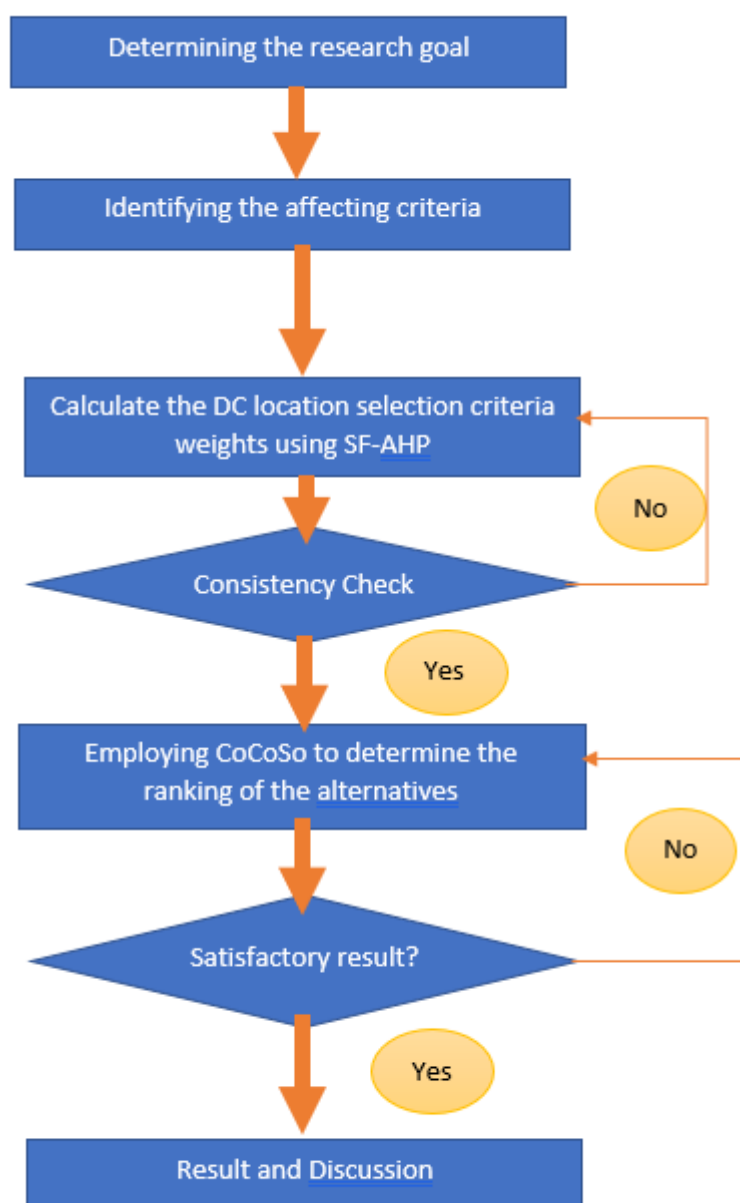 Determining the research goal
Identifying the affecting criteria
Calculate the DC location selection criteria
weights using SF-AHP
No
Consistency Check
Yes
Employing CoCoSo to determine the
ranking of the alternatives
No
Satisfactory result?
Yes
Result and Discussion